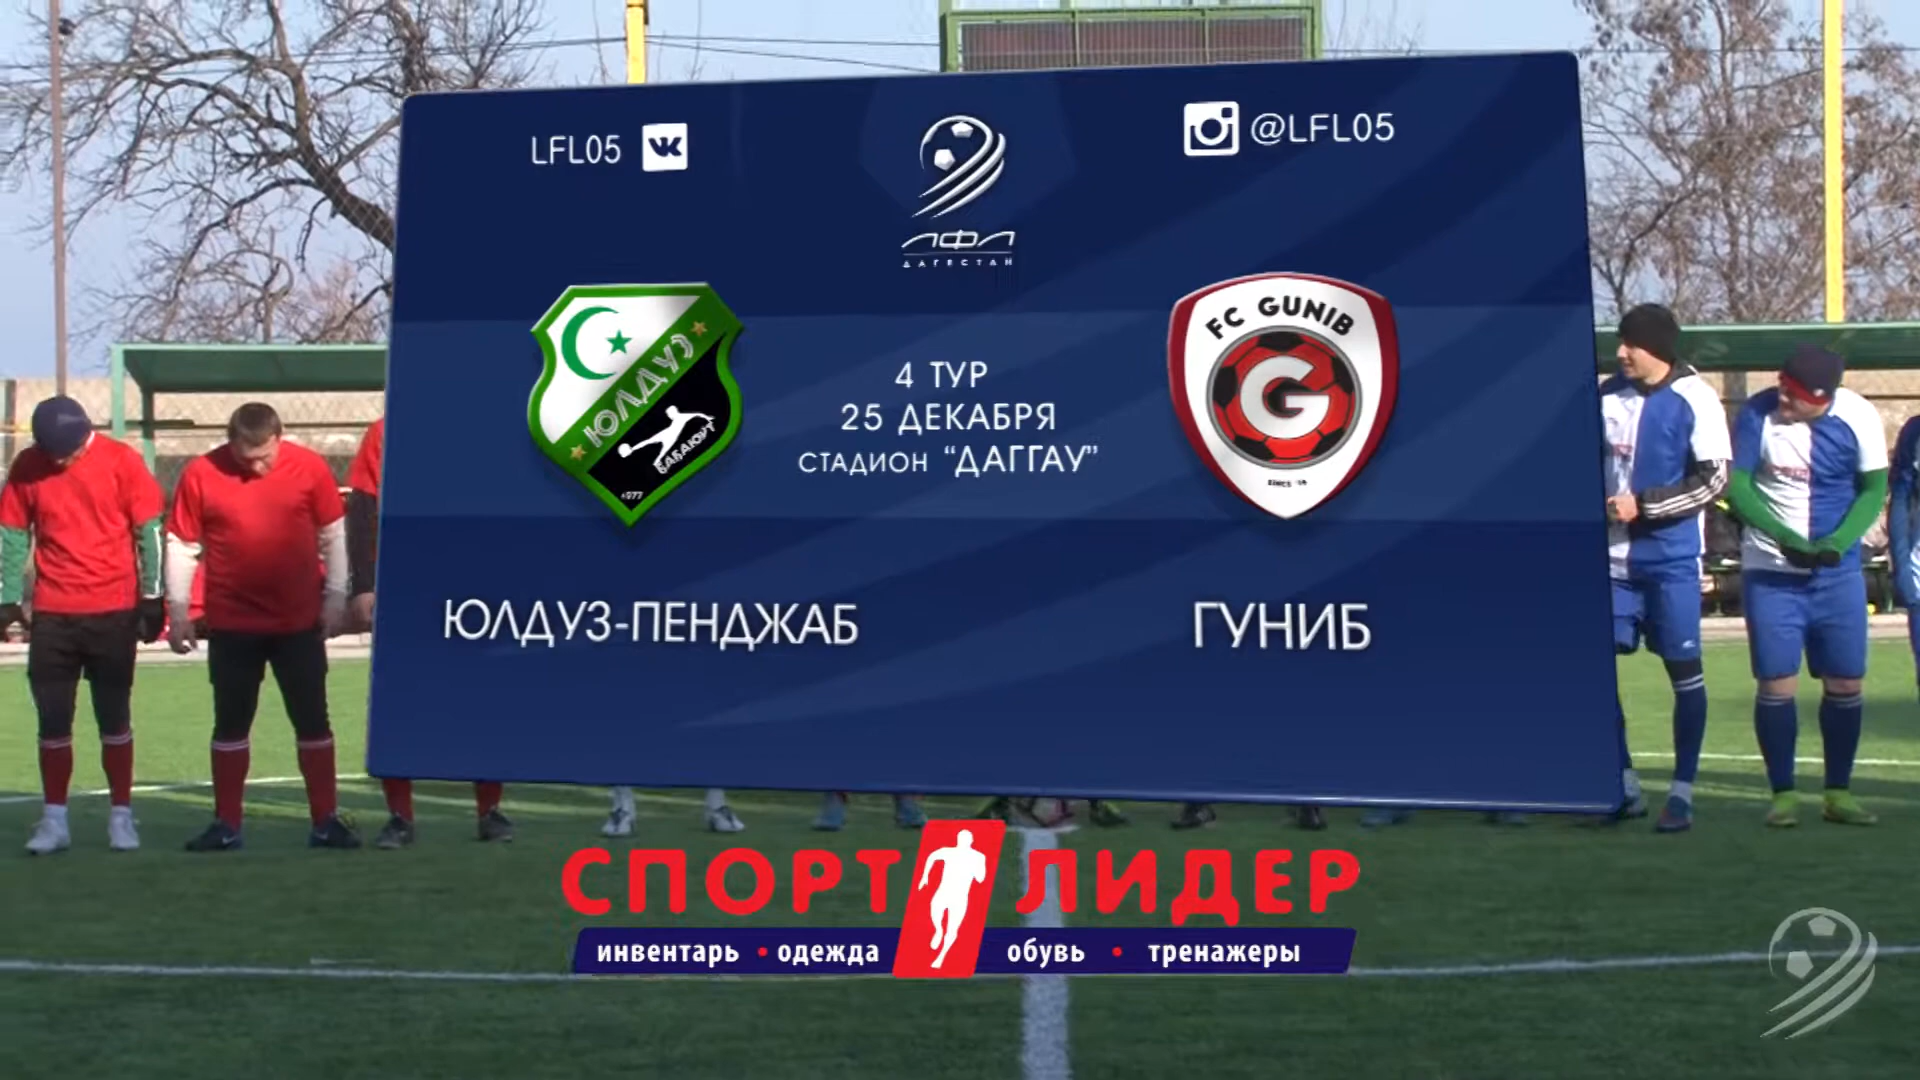 LFL05
@LFL05
ЛФЛ
ДАГЕСТАН
ЮЛДУЗ
БАБАЮРТ
FC GUNIB
G
4 ТУР
25 ДЕКАБРЯ
СТАДИОН “ДАГГАУ”
ЮЛДУЗ-ПЕНДЖАБ
ГУНИБ
СПОРТ ЛИДЕР
инвентарь • одежда обувь • тренажеры